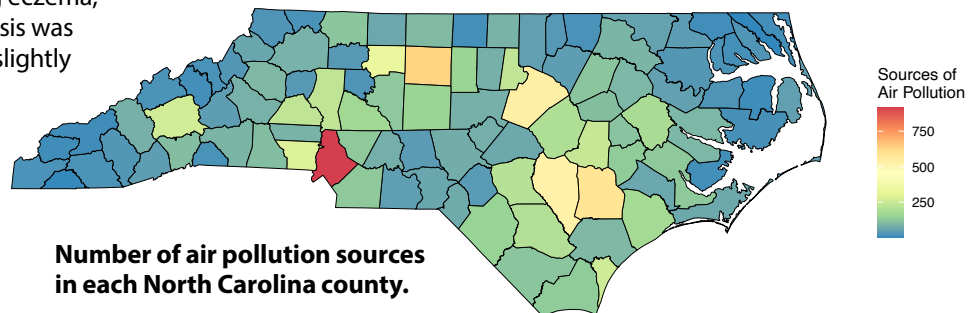 g eczema,
sis was
slightly
Sources of
Air Pollution
750
500
250
Number of air pollution sources
in each North Carolina county.